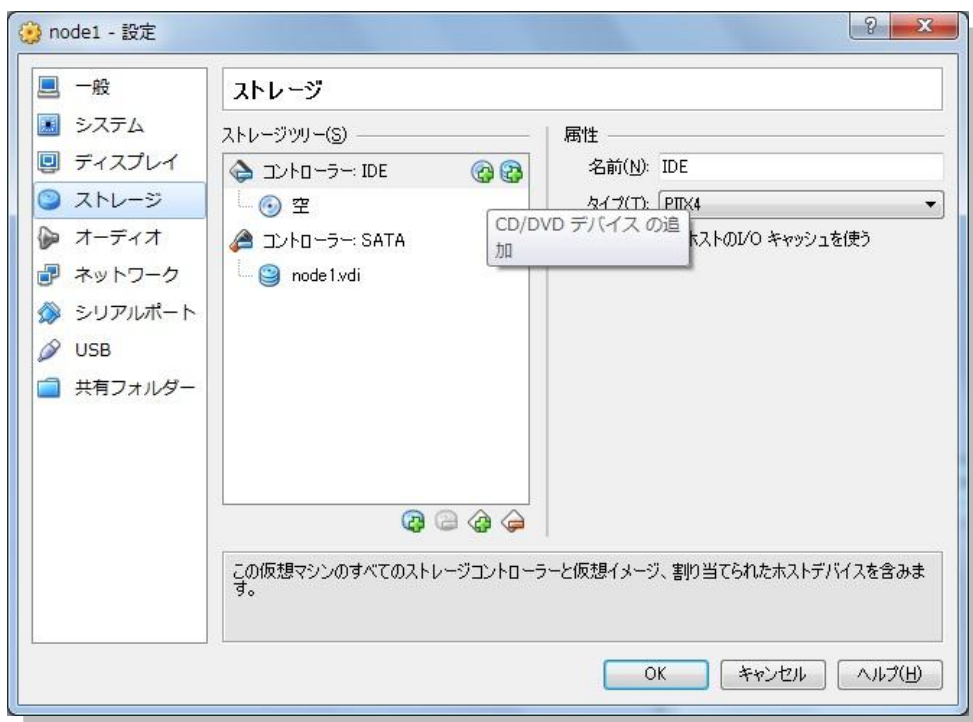 node1 - 設定
一般
システム
ディスプレイ
ストレージ
オーディオ
ネットワーク
シリアルポート
USB
共有フォルダー
ストレージ
ストレージツリー(S)
コントローラー: IDE
空
コントローラー: SATA
node1.vdi
属性
名前(N): IDE
タイプ(T): PIIX4
CD/DVD デバイス の追
加
ホストのI/O キャッシュを使う
この仮想マシンのすべてのストレージコントローラーと仮想イメージ、割り当てられたホストデバイスを含みま
す。
OK
キャンセル
ヘルプ(H)